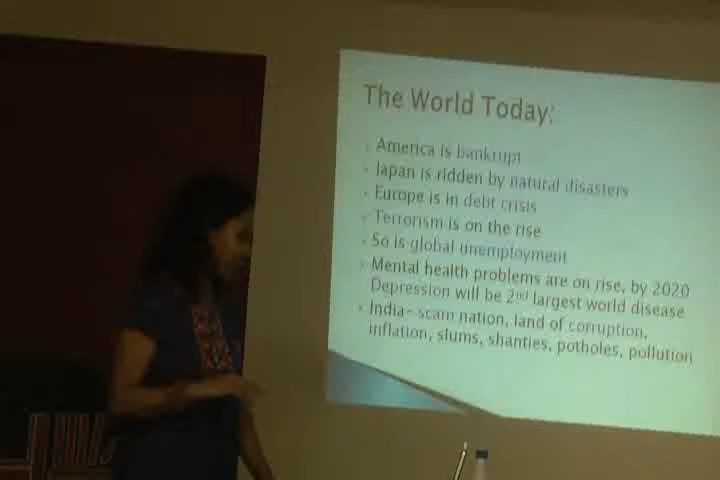 The World Today:
America is bankrupt
Japan is ridden by natural disasters
Europe is in debt crisis
Terrorism is on the rise
So is global unemployment
Mental health problems are on rise, by 2020
Depression will be 2nd largest world disease
India- scam nation, land of corruption,
inflation, slums, shanties, potholes, pollution